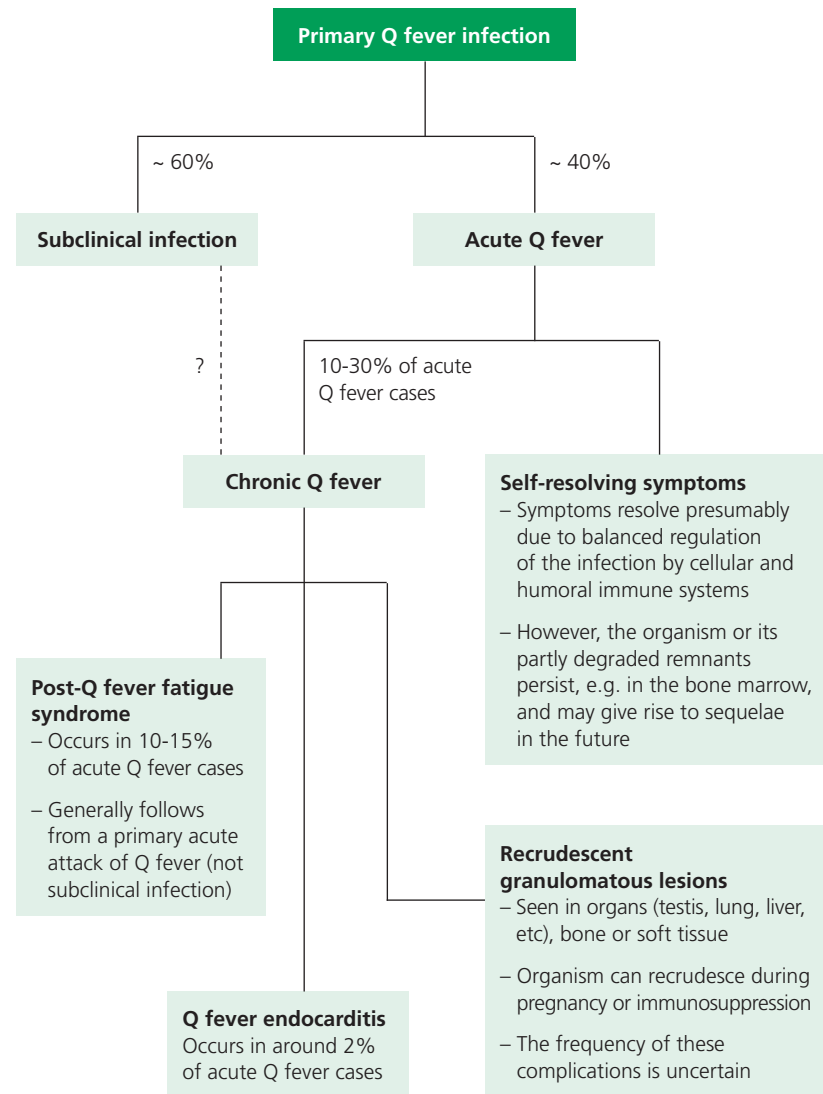 Primary Q fever infection
~ 60%
~ 40%
Subclinical infection
Acute Q fever
?
10-30% of acute
Q fever cases
Chronic Q fever
Self-resolving symptoms
– Symptoms resolve presumably
due to balanced regulation
of the infection by cellular and
humoral immune systems
– However, the organism or its
partly degraded remnants
persist, e.g. in the bone marrow,
and may give rise to sequelae
in the future
Post-Q fever fatigue
syndrome
– Occurs in 10-15%
of acute Q fever cases
– Generally follows
from a primary acute
attack of Q fever (not
subclinical infection)
Recrudescent
granulomatous lesions
– Seen in organs (testis, lung, liver,
etc), bone or soft tissue
– Organism can recrudesce during
pregnancy or immunosuppression
– The frequency of these
complications is uncertain
Q fever endocarditis
Occurs in around 2%
of acute Q fever cases